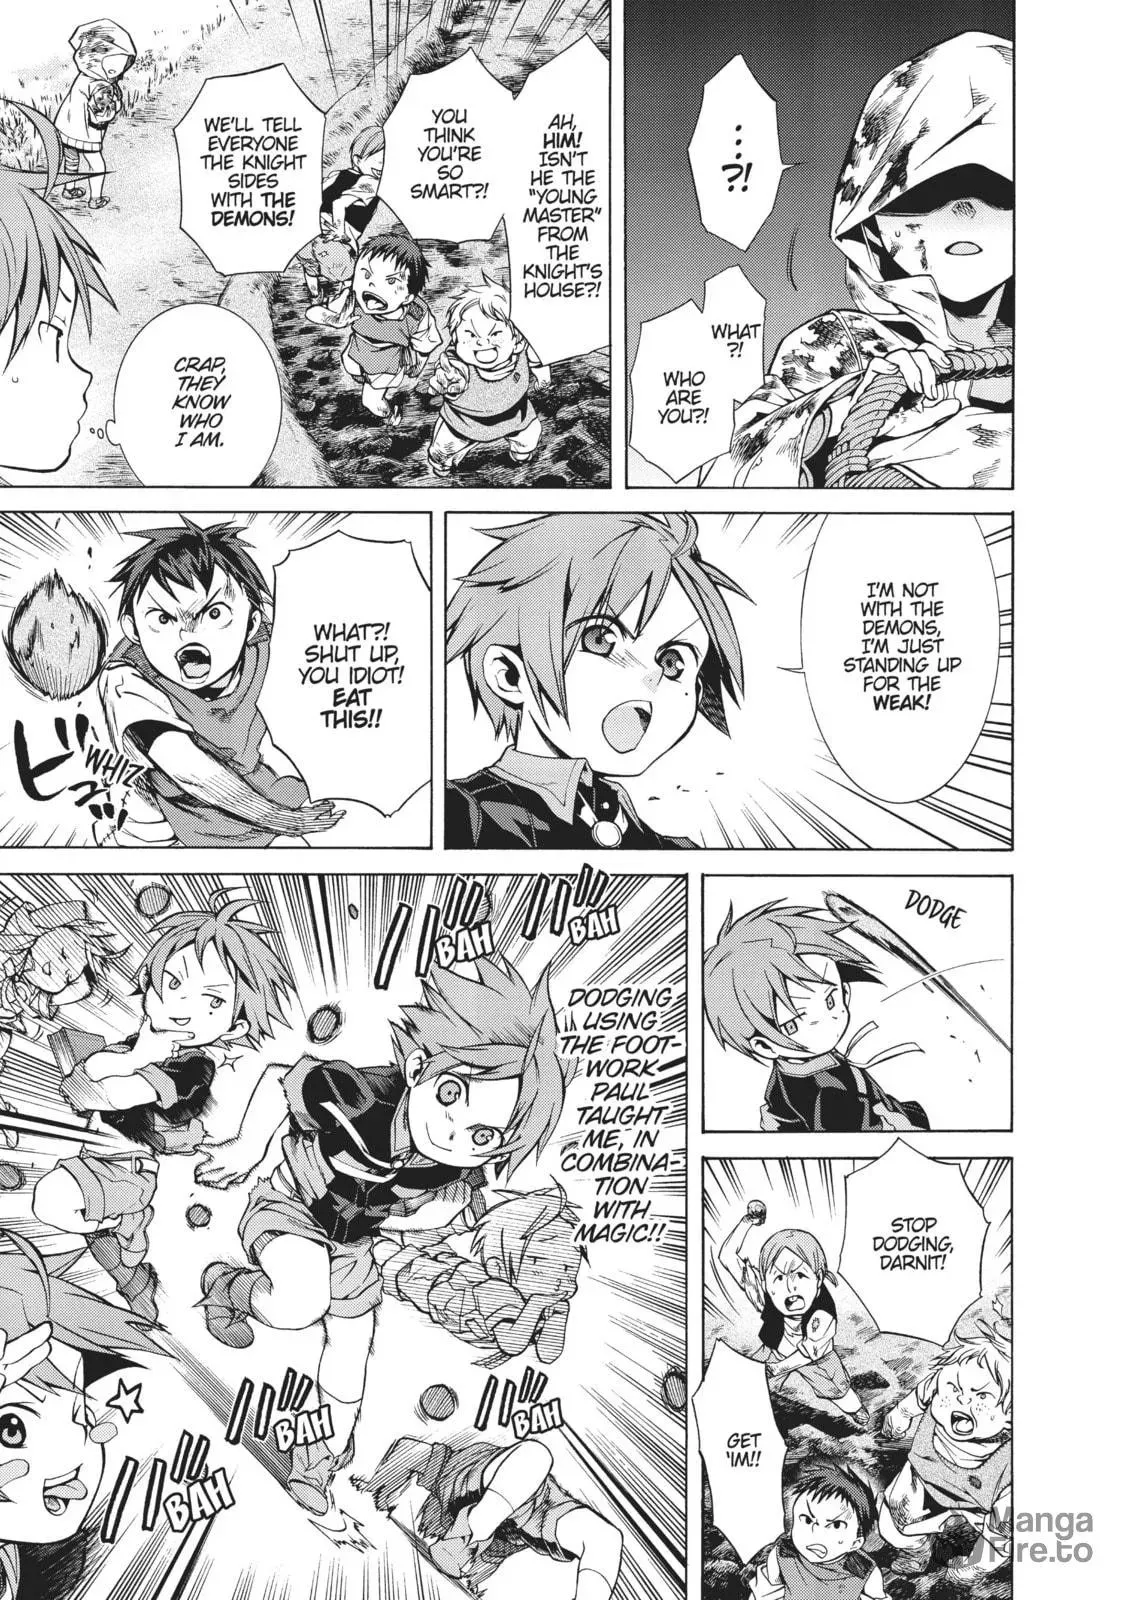 ...
?!
WHAT
?!
WHO
ARE
YOU?!
AH,
HIM!
ISN'T
HE THE
"YOUNG
MASTER"
FROM
THE
KNIGHT'S
HOUSE?!
YOU
THINK
YOU'RE
SO
SMART?!
WE'LL TELL
EVERYONE
THE KNIGHT
SIDES
WITH THE
DEMONS!
CRAP,
THEY
KNOW
WHO
I AM.
I'M NOT
WITH THE
DEMONS,
I'M JUST
STANDING UP
FOR THE
WEAK!
WHAT?!
SHUT UP,
YOU IDIOT!
EAT
THIS!!
ビュッ
WHIZ
DODGE
STOP
DODGING,
DARNIT!
GET
'IM!!
BAH
BAH
DODGING
USING
THE FOOT-
WORK
PAUL
TAUGHT
ME, IN
COMBINA-
TION
WITH
MAGIC!!
BAH
BAH
BAH
Manga
Fire.to